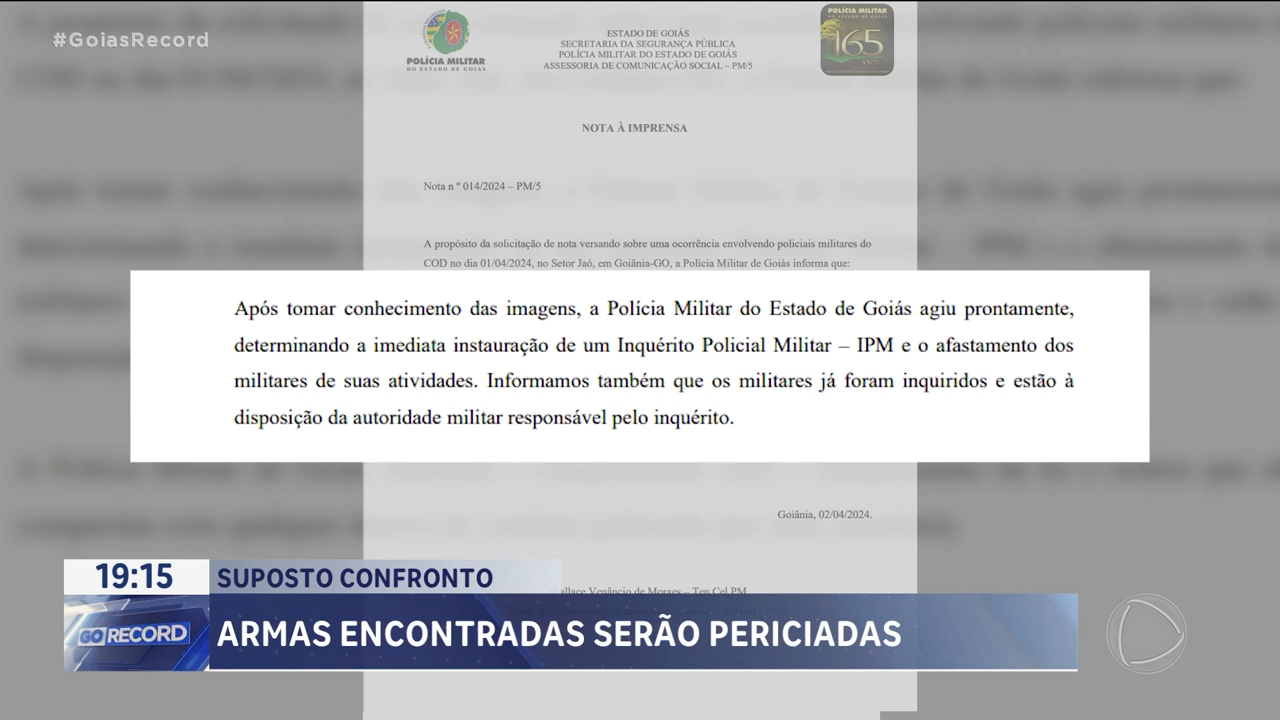 #GoiasRecord
POLÍCIA MILITAR
DO ESTADO DE GOIÁS
ESTADO DE GOIÁS
SECRETARIA DA SEGURANÇA PÚBLICA
POLÍCIA MILITAR DO ESTADO DE GOIÁS
ASSESSORIA DE COMUNICAÇÃO SOCIAL – PM/5
POLÍCIA MILITAR
165
NOTA À IMPRENSA
Nota n º 014/2024 – PM/5
A propósito da solicitação de nota versando sobre uma ocorrência envolvendo policiais militares do
COD no dia 01/04/2024, no Setor Jaó, em Goiânia-GO, a Polícia Militar de Goiás informa que:
Após tomar conhecimento das imagens, a Polícia Militar do Estado de Goiás agiu prontamente,
determinando a imediata instauração de um Inquérito Policial Militar – IPM e o afastamento dos
militares de suas atividades. Informamos também que os militares já foram inquiridos e estão à
disposição da autoridade militar responsável pelo inquérito.
Goiânia, 02/04/2024.
Venâncio de Moraes – Ten Cel PM
19:15
SUPOSTO CONFRONTO
GO RECORD
ARMAS ENCONTRADAS SERÃO PERICIADAS